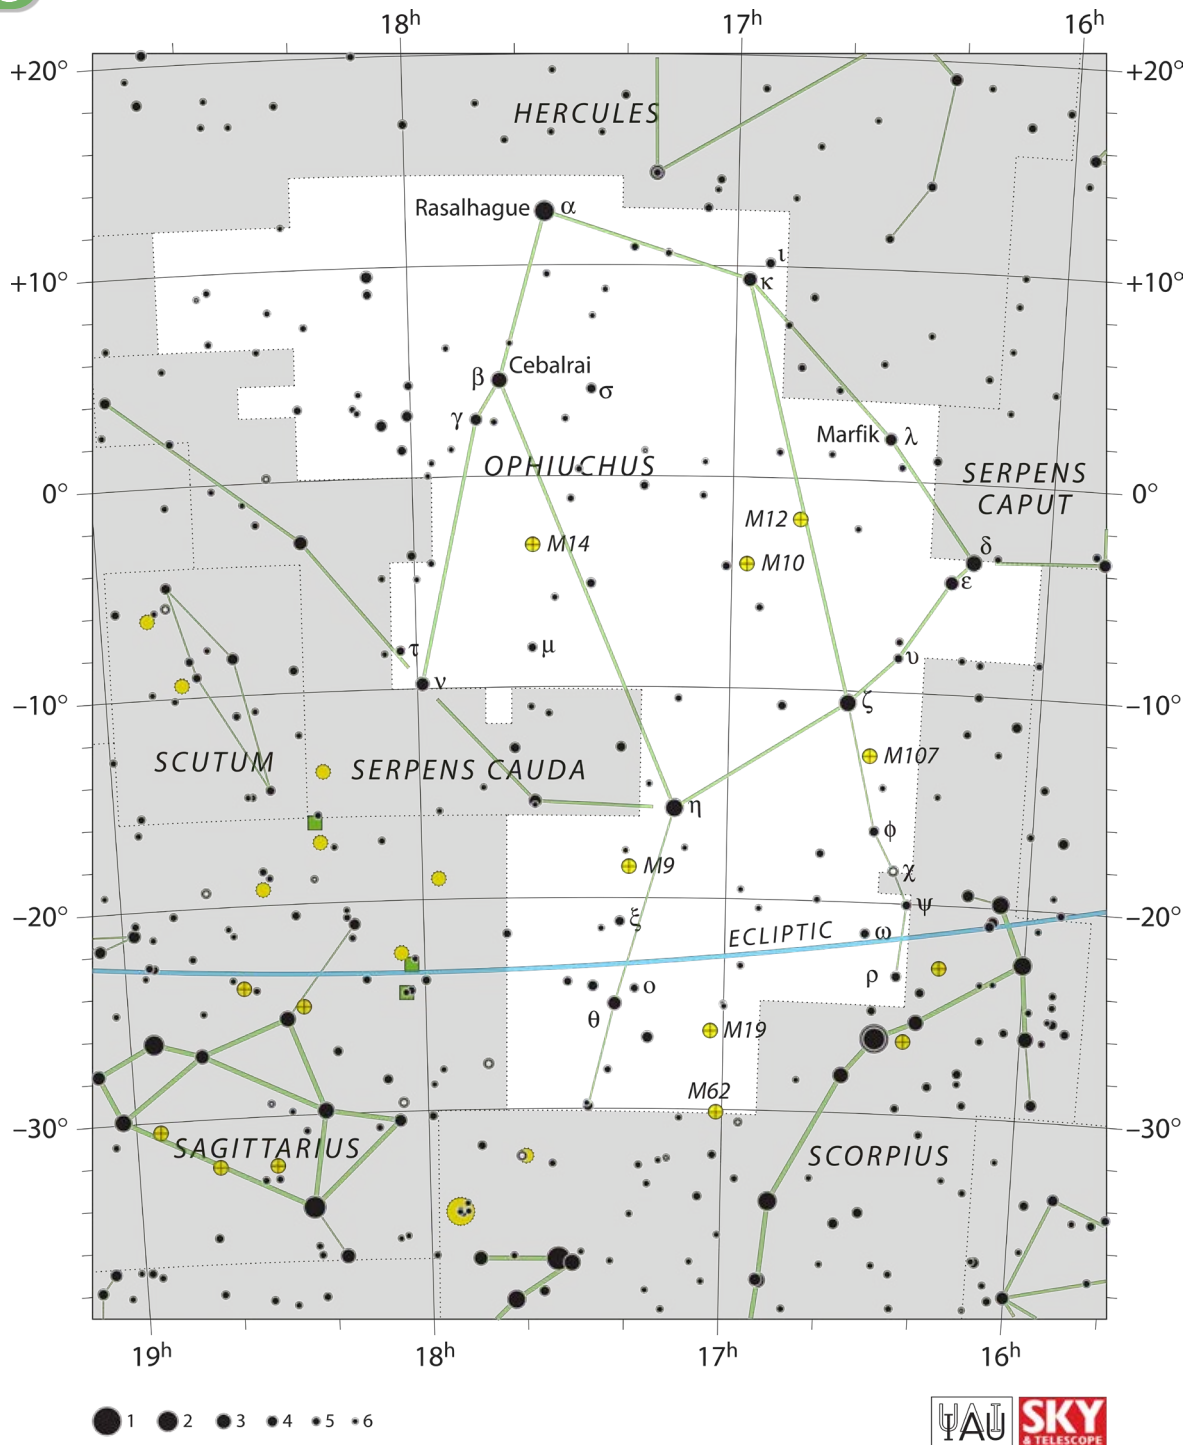 18h 17h 16h
+20° +20°
HERCULES
Rasalhague α
ι
κ
+10° +10°
Cebalrai
β
σ
γ
Marfik λ
OPHIUCHUS
SERPENS
CAPUT
0° 0°
M12
M14
M10
δ
ε
τ
μ
υ
ν
ζ
−10° −10°
M107
SCUTUM
SERPENS CAUDA
η
φ
M9
χ
ψ
−20° −20°
ξ
ECLIPTIC
ω
ρ
ο
θ
M19
M62
−30° −30°
SAGITTARIUS
SCORPIUS
19h 18h 17h 16h
1 2 3 4 5 6
IAU
SKY
& TELESCOPE